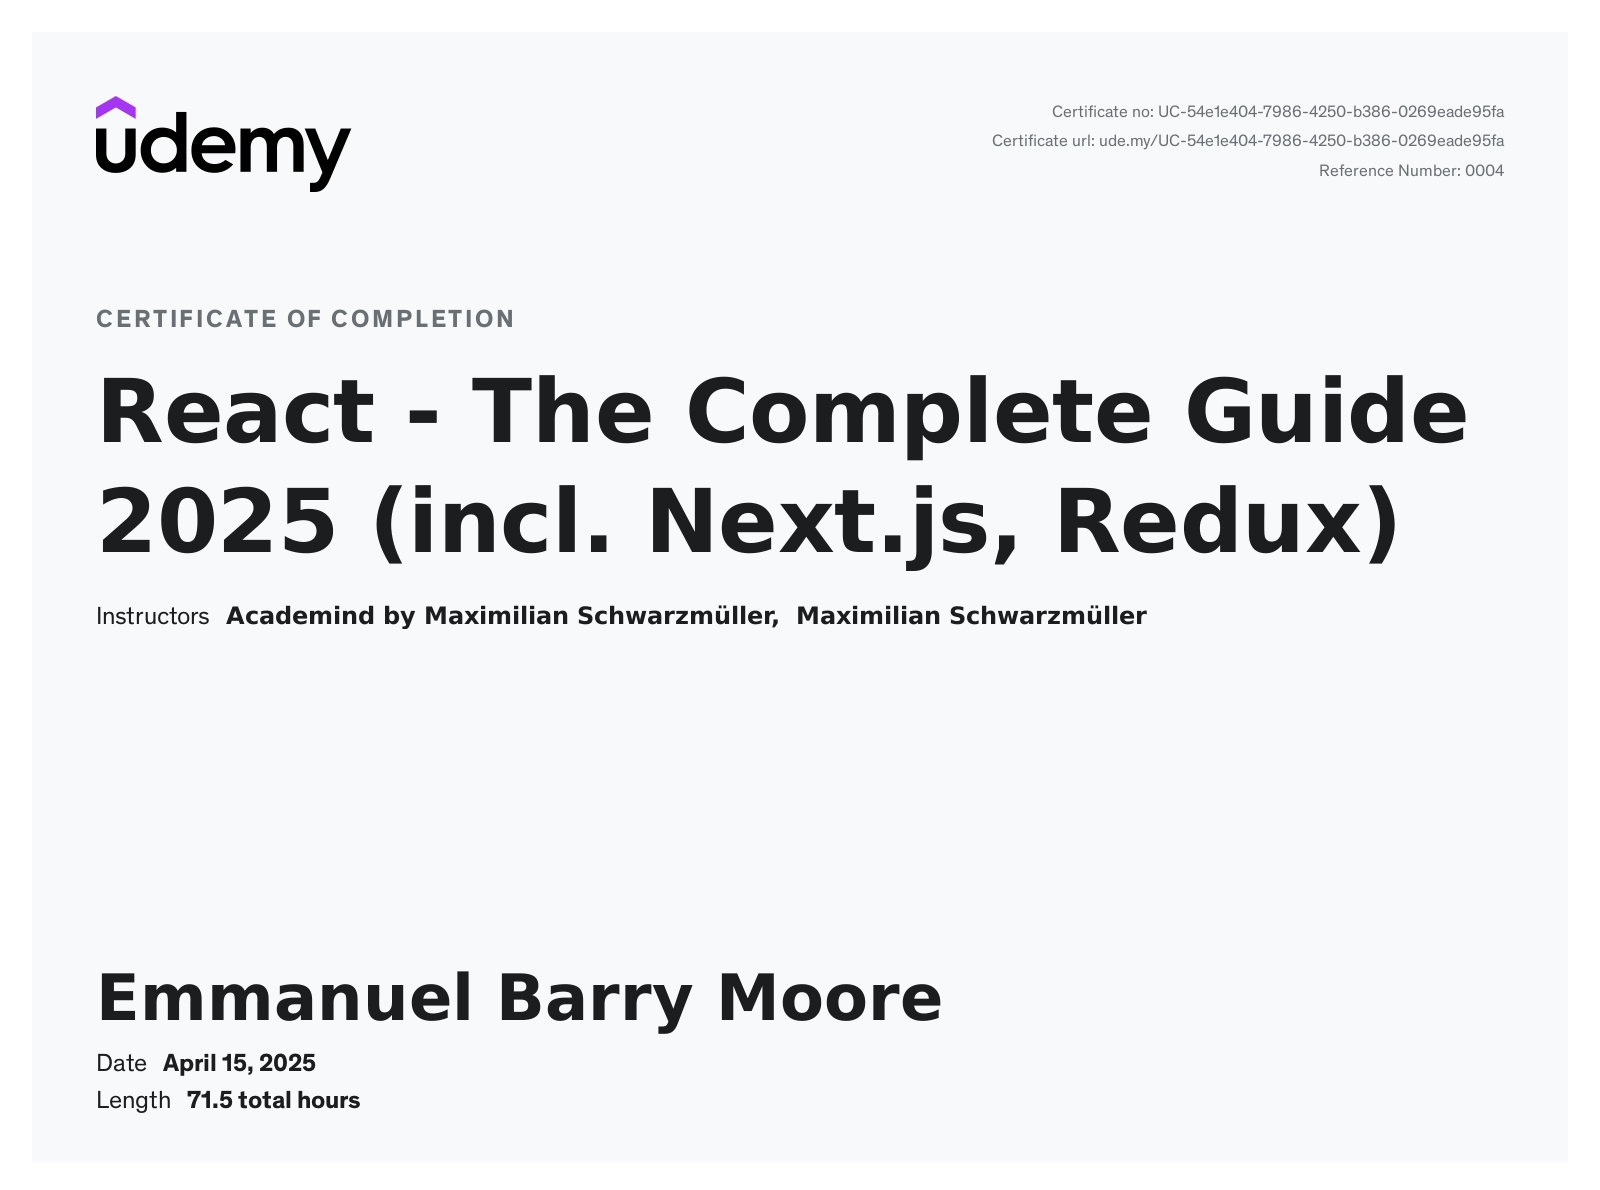 udemy
Certificate no: UC-54e1e404-7986-4250-b386-0269eade95fa
Certificate url: ude.my/UC-54e1e404-7986-4250-b386-0269eade95fa
Reference Number: 0004
CERTIFICATE OF COMPLETION
React - The Complete Guide
2025 (incl. Next.js, Redux)
Instructors Academind by Maximilian Schwarzmüller, Maximilian Schwarzmüller
Emmanuel Barry Moore
Date April 15, 2025
Length 71.5 total hours